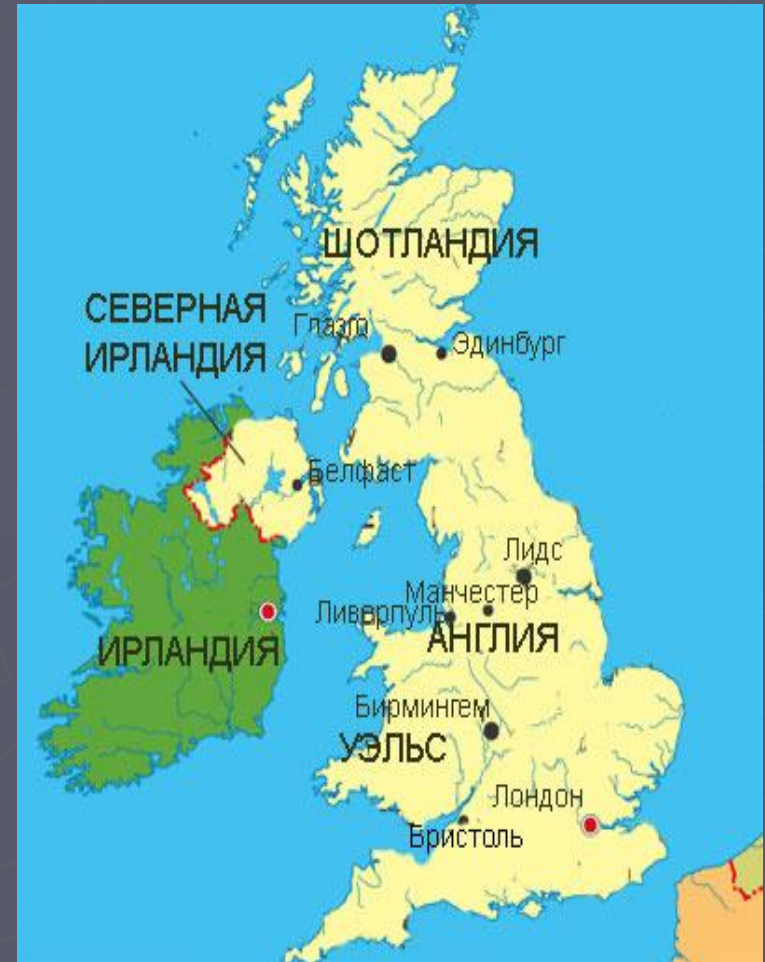 ШОТЛАНДИЯ
СЕВЕРНАЯ
ИРЛАНДИЯ
Глазго
Эдинбург
Белфаст
Лидс
Манчестер
Ливерпуль
АНГЛИЯ
ИРЛАНДИЯ
Бирмингем
УЭЛЬС
Лондон
Бристоль